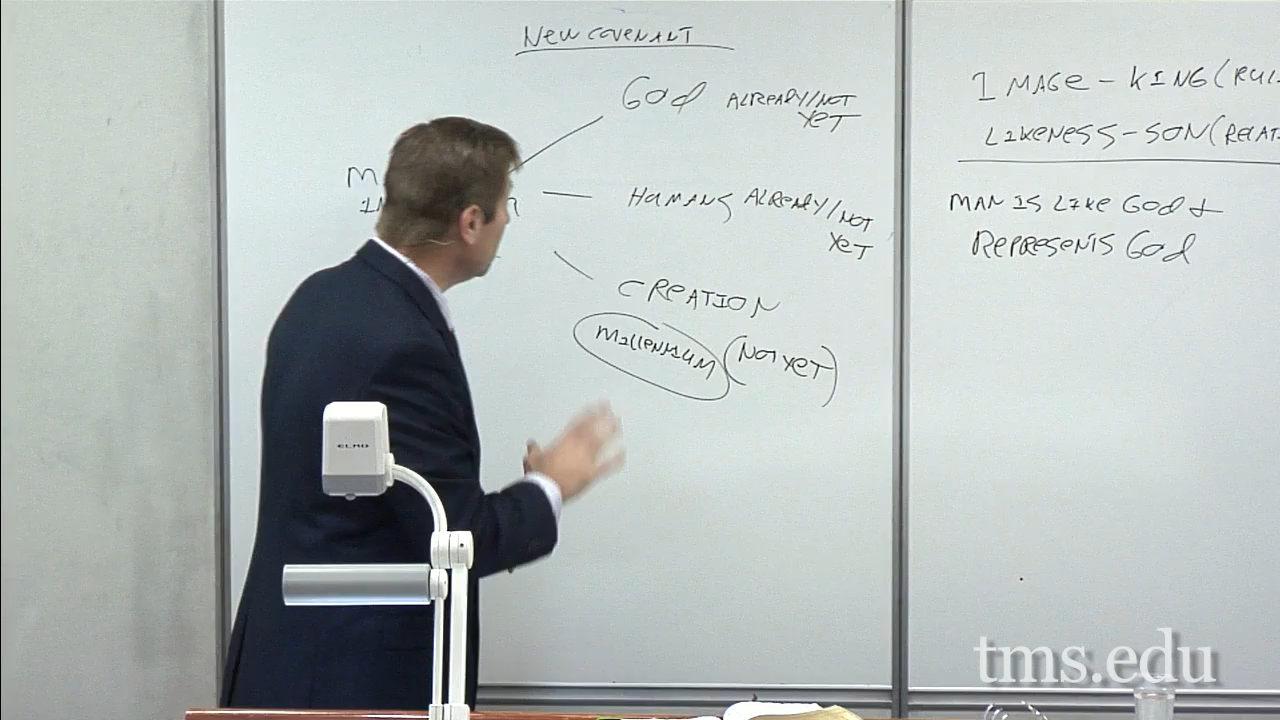 NEW COVENANT
God ALREADY/NOT
YET
HUMANS ALREADY/NOT
YET
CREATION
MILLENNIUM (NOT YET)
IMAGE - KING
LIKENESS - SON
MAN IS LIKE GOD +
REPRESENTS GOD
ELMO
tms.edu